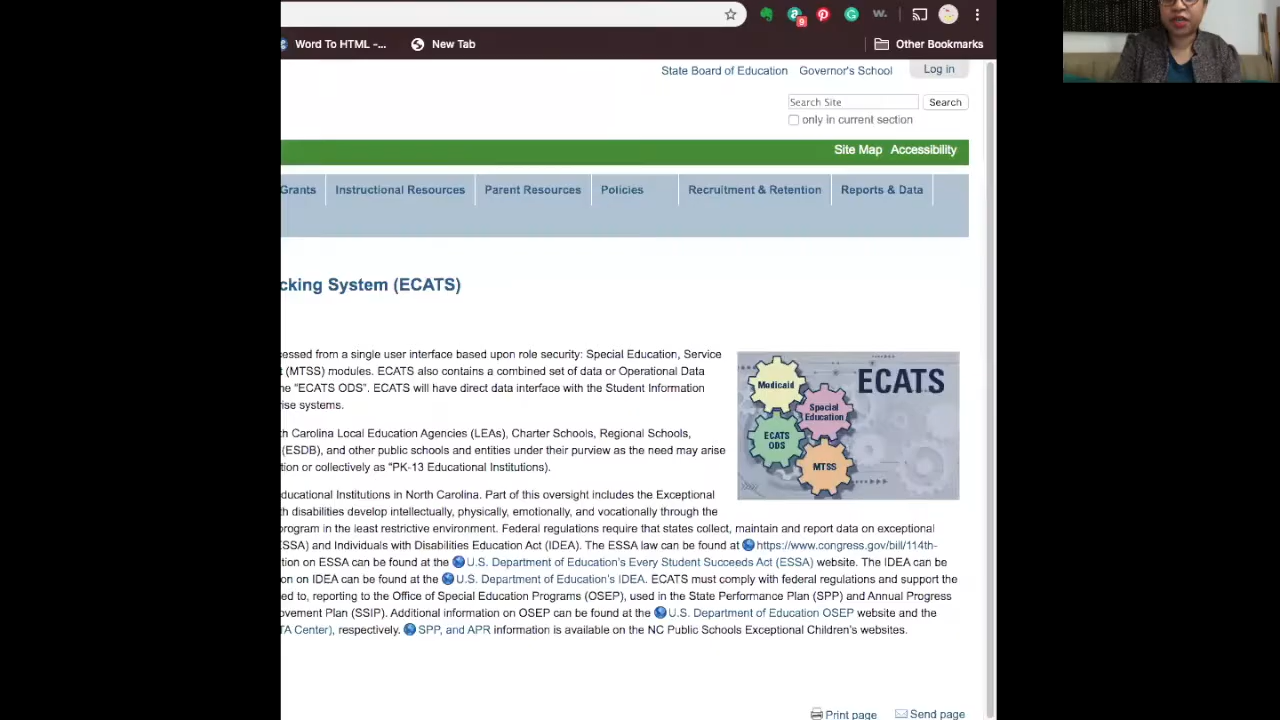 9
Word To HTML -...
New Tab
Other Bookmarks
State Board of Education
Governor's School
Log in
Search Site
Search
only in current section
Site Map
Accessibility
Grants
Instructional Resources
Parent Resources
Policies
Recruitment & Retention
Reports & Data
cking System (ECATS)
cessed from a single user interface based upon role security: Special Education, Service
t (MTSS) modules. ECATS also contains a combined set of data or Operational Data
ne "ECATS ODS". ECATS will have direct data interface with the Student Information
rise systems.
th Carolina Local Education Agencies (LEAs), Charter Schools, Regional Schools,
(ESDB), and other public schools and entities under their purview as the need may arise
tion or collectively as "PK-13 Educational Institutions).
ECATS
Medicaid
Special
Education
ECATS
ODS
MTSS
ducational Institutions in North Carolina. Part of this oversight includes the Exceptional
th disabilities develop intellectually, physically, emotionally, and vocationally through the
program in the least restrictive environment. Federal regulations require that states collect, maintain and report data on exceptional
SSA) and Individuals with Disabilities Education Act (IDEA). The ESSA law can be found at https://www.congress.gov/bill/114th-
tion on ESSA can be found at the U.S. Department of Education's Every Student Succeeds Act (ESSA) website. The IDEA can be
on on IDEA can be found at the U.S. Department of Education's IDEA. ECATS must comply with federal regulations and support the
ed to, reporting to the Office of Special Education Programs (OSEP), used in the State Performance Plan (SPP) and Annual Progress
ovement Plan (SSIP). Additional information on OSEP can be found at the U.S. Department of Education OSEP website and the
TA Center), respectively. SPP, and APR information is available on the NC Public Schools Exceptional Children's websites.
Print page
Send page